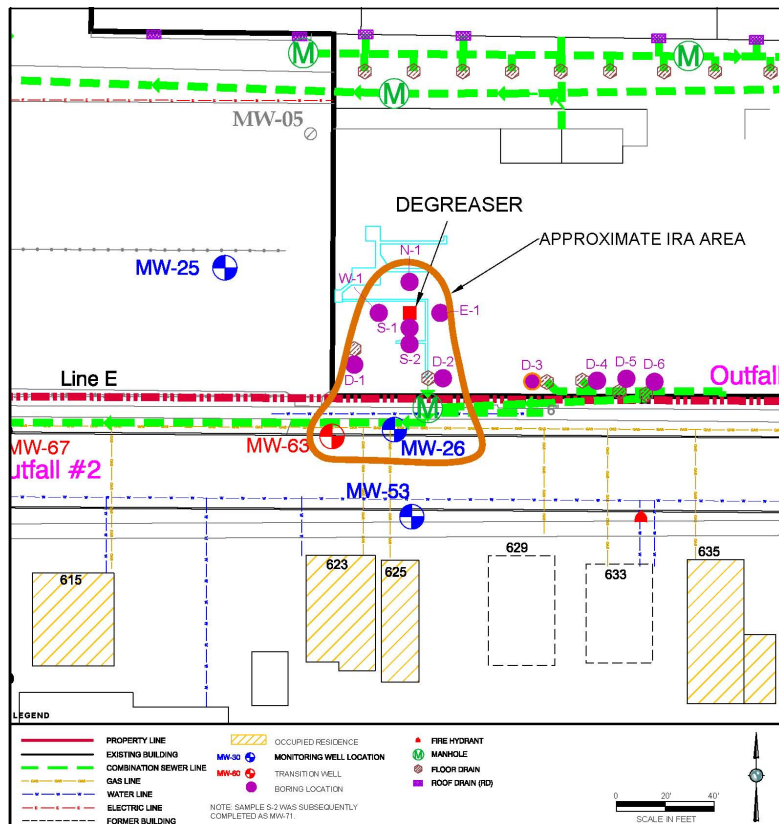 M
M
M
MW-05
DEGREASER
N-1
APPROXIMATE IRA AREA
MW-25
W-1
E-1
S-1
S-2
D-1
D-2
D-3
D-4
D-5
D-6
Line E
Outfall
M
MW-67
MW-63
MW-26
utfall #2
MW-53
615
623
625
629
633
635
LEGEND
PROPERTY LINE
EXISTING BUILDING
COMBINATION SEWER LINE
GAS LINE
WATER LINE
ELECTRIC LINE
FORMER BUILDING
OCCUPIED RESIDENCE
MW-30 MONITORING WELL LOCATION
MW-60 TRANSITION WELL
BORING LOCATION
NOTE: SAMPLE S-2 WAS SUBSEQUENTLY
COMPLETED AS MW-71.
FIRE HYDRANT
M MANHOLE
FLOOR DRAIN
ROOF DRAIN (RD)
0 20' 40'
SCALE IN FEET